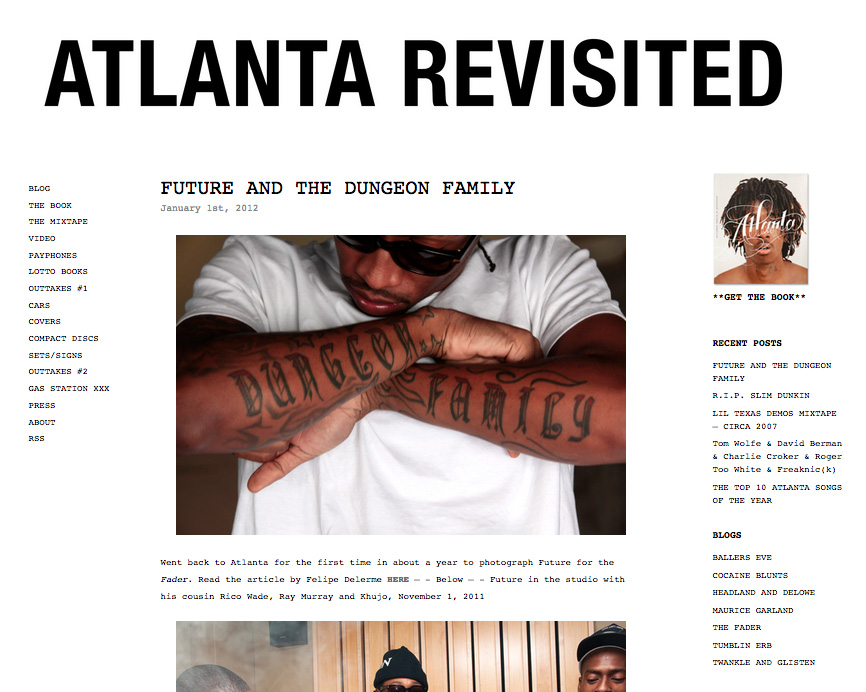 ATLANTA REVISITED
BLOG
THE BOOK
THE MIXTAPE
VIDEO
PAYPHONES
LOTTO BOOKS
OUTTAKES #1
CARS
COVERS
COMPACT DISCS
SETS/SIGNS
OUTTAKES #2
GAS STATION XXX
PRESS
ABOUT
RSS
FUTURE AND THE DUNGEON FAMILY
January 1st, 2012
DUNGEON
FAMILY
Went back to Atlanta for the first time in about a year to photograph Future for the
Fader. Read the article by Felipe Delerme HERE — – Below — – Future in the studio with
his cousin Rico Wade, Ray Murray and Khujo, November 1, 2011
Atlanta
**GET THE BOOK**
RECENT POSTS
FUTURE AND THE DUNGEON
FAMILY
R.I.P. SLIM DUNKIN
LIL TEXAS DEMOS MIXTAPE
— CIRCA 2007
Tom Wolfe & David Berman
& Charlie Croker & Roger
Too White & Freaknic(k)
THE TOP 10 ATLANTA SONGS
OF THE YEAR
BLOGS
BALLERS EVE
COCAINE BLUNTS
HEADLAND AND DELOWE
MAURICE GARLAND
THE FADER
TUMBLIN ERB
TWANKLE AND GLISTEN